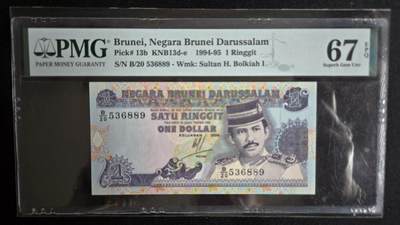 PMG
PAPER MONEY GUARANTY
Brunei, Negara Brunei Darussalam
Pick# 13b KNB13d-e 1994-95 1 Ringgit
S/N B/20 536889 - Wmk: Sultan H. Bolkiah I
67 EPQ
Superb Gem Unc
NEGARA BRUNEI DARUSSALAM
B/20 536889
SATU RINGGIT
ONE DOLLAR
B/20 536889
1